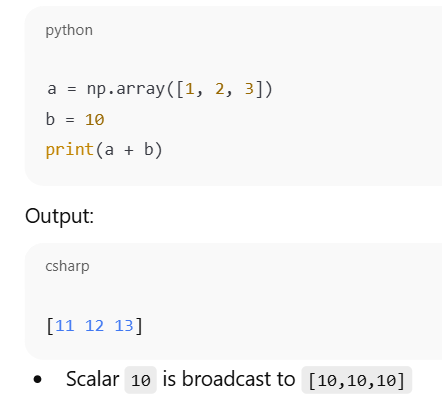 python
a = np.array([1, 2, 3])
b = 10
print(a + b)
Output:
csharp
[11 12 13]
• Scalar 10 is broadcast to [10,10,10]